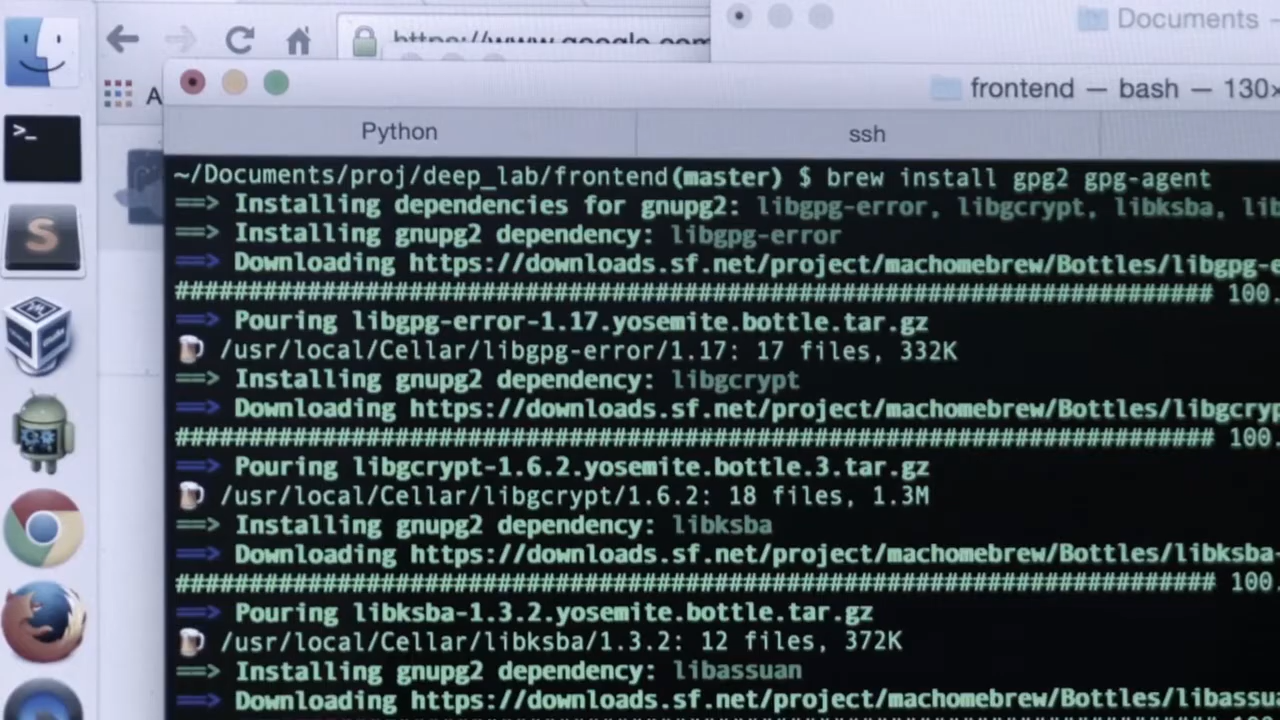 Documents —
A
frontend — bash — 130×
Python
ssh
~/Documents/proj/deep_lab/frontend(master) $ brew install gpg2 gpg-agent
==> Installing dependencies for gnupg2: libgpg-error, libgcrypt, libksba, lib
==> Installing gnupg2 dependency: libgpg-error
==> Downloading https://downloads.sf.net/project/machomebrew/Bottles/libgpg-e
######################################################################## 100.
==> Pouring libgpg-error-1.17.yosemite.bottle.tar.gz
🍺 /usr/local/Cellar/libgpg-error/1.17: 17 files, 332K
==> Installing gnupg2 dependency: libgcrypt
==> Downloading https://downloads.sf.net/project/machomebrew/Bottles/libgcryp
######################################################################## 100.
==> Pouring libgcrypt-1.6.2.yosemite.bottle.3.tar.gz
🍺 /usr/local/Cellar/libgcrypt/1.6.2: 18 files, 1.3M
==> Installing gnupg2 dependency: libksba
==> Downloading https://downloads.sf.net/project/machomebrew/Bottles/libksba-
######################################################################## 100.
==> Pouring libksba-1.3.2.yosemite.bottle.tar.gz
🍺 /usr/local/Cellar/libksba/1.3.2: 12 files, 372K
==> Installing gnupg2 dependency: libassuan
==> Downloading https://downloads.sf.net/project/machomebrew/Bottles/libassua